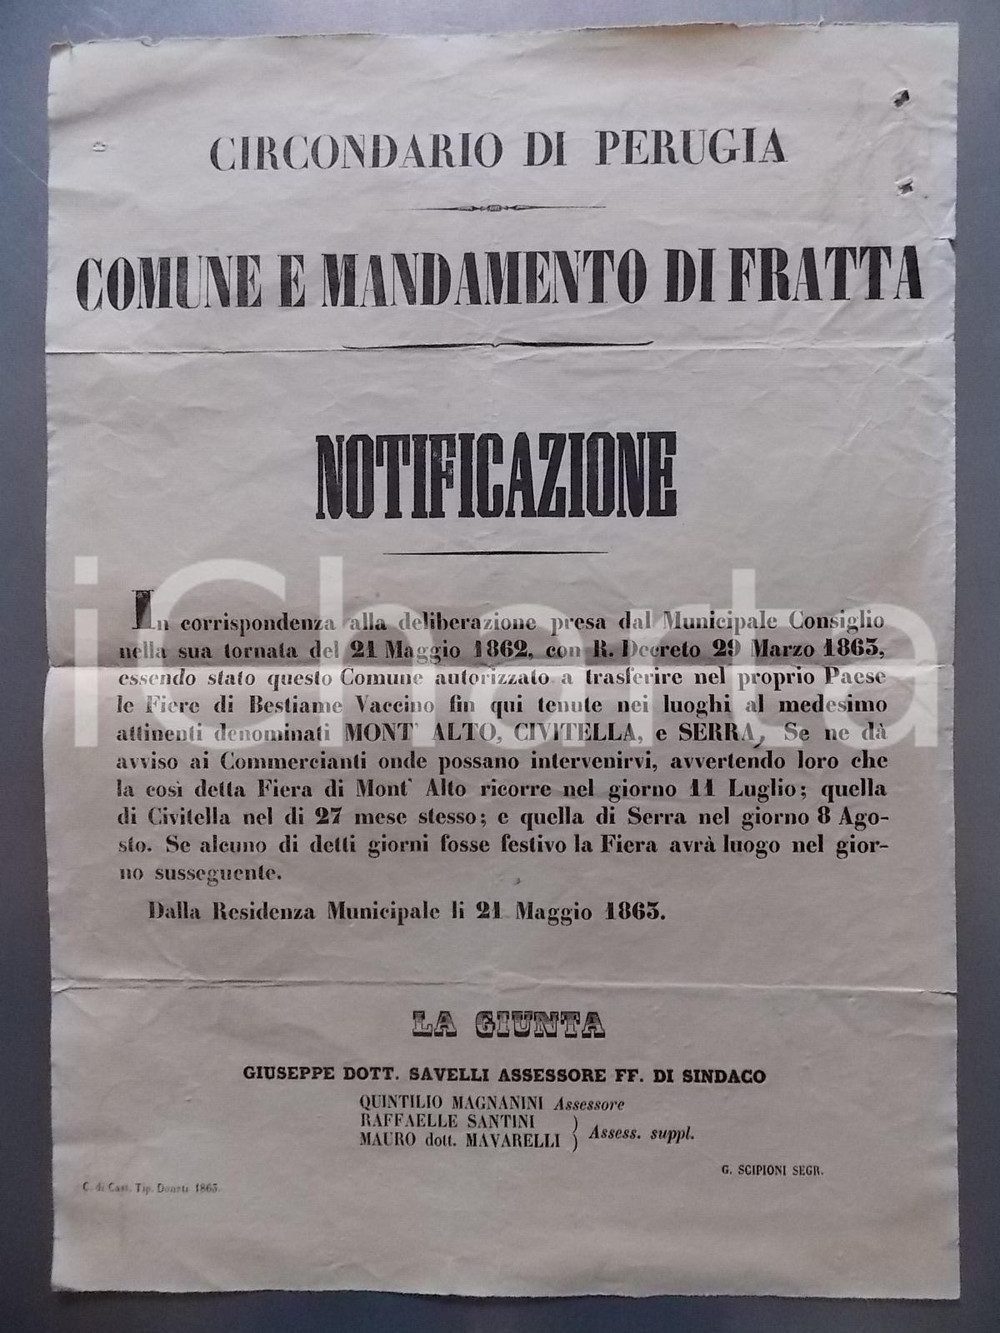 CIRCONDARIO DI PERUGIA
COMUNE E MANDAMENTO DI FRATTA
NOTIFICAZIONE
In corrispondenza alla deliberazione presa dal Municipale Consiglio
nella sua tornata del 21 Maggio 1862, con R. Decreto 29 Marzo 1863,
essendo stato questo Comune autorizzato a trasferire nel proprio Paese
le Fiere di Bestiame Vaccino fin qui tenute nei luoghi al medesimo
attinenti denominati MONT' ALTO, CIVITELLA, e SERRA, Se ne dà
avviso ai Commercianti onde possano intervenirvi, avvertendo loro che
la così detta Fiera di Mont' Alto ricorre nel giorno 11 Luglio; quella
di Civitella nel di 27 mese stesso; e quella di Serra nel giorno 8 Ago-
sto. Se alcuno di detti giorni fosse festivo la Fiera avrà luogo nel gior-
no susseguente.
Dalla Residenza Municipale li 21 Maggio 1863.
LA GIUNTA
GIUSEPPE DOTT. SAVELLI ASSESSORE FF. DI SINDACO
QUINTILIO MAGNANINI Assessore
RAFFAELLE SANTINI
MAURO dott. MAVARELLI } Assess. suppl.
G. SCIPIONI SEGR.
C. di Cast. Tip. Donati 1863.
iCharta